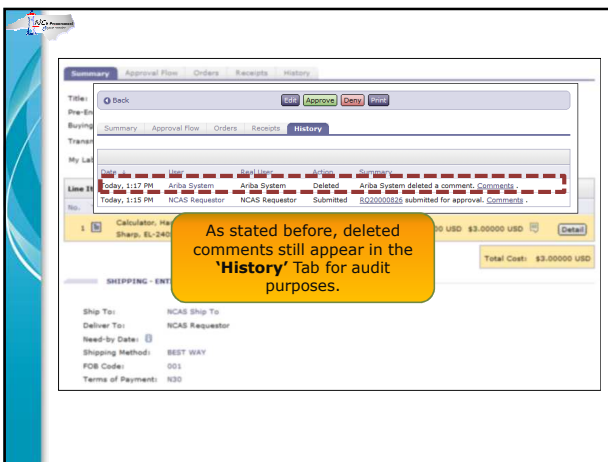 Summary Approval Flow Orders Receipts History
Title:
Pre-En
Buying
Transm
My Lab
Back Edit Approve Deny Print
Summary Approval Flow Orders Receipts History
Date User Real User Action Summary
Today, 1:17 PM Ariba System Ariba System Deleted Ariba System deleted a comment. Comments .
Today, 1:15 PM NCAS Requestor NCAS Requestor Submitted RQ20000826 submitted for approval. Comments .
Line It
No.
1 Calculator, Ha 00 USD $3.00000 USD Detail
Sharp, EL-240
Total Cost: $3.00000 USD
As stated before, deleted
comments still appear in the
‘History’ Tab for audit
purposes.
SHIPPING - ENT
Ship To: NCAS Ship To
Deliver To: NCAS Requestor
Need-by Date:
Shipping Method: BEST WAY
FOB Code: 001
Terms of Payment: N30